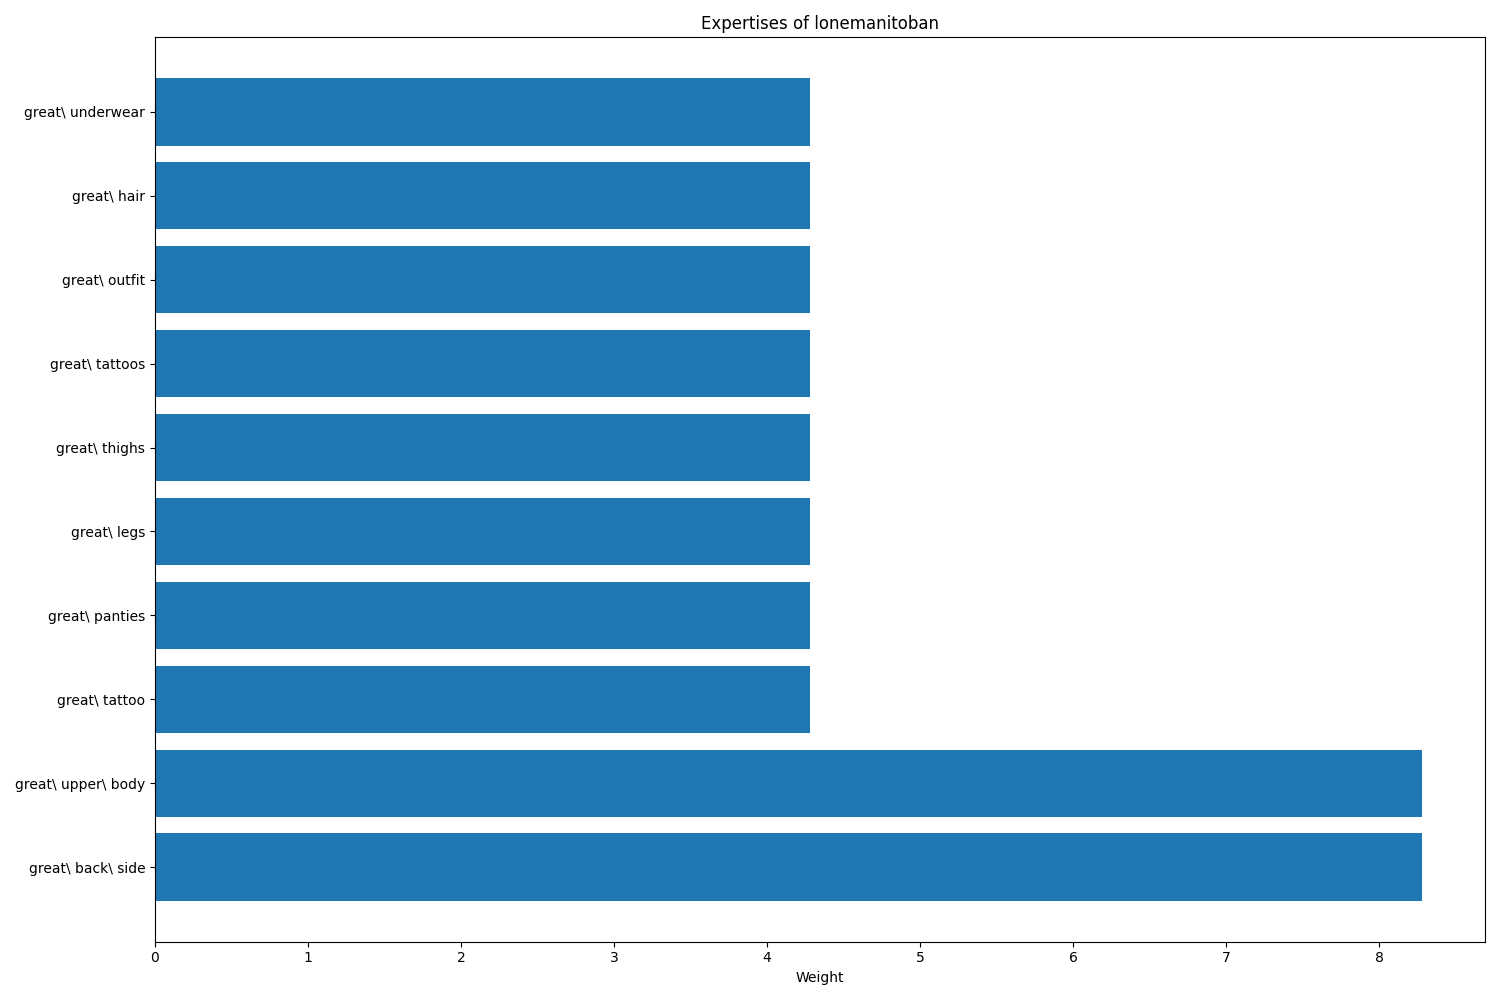 Expertises of lonemanitoban
great\ underwear
great\ hair
great\ outfit
great\ tattoos
great\ thighs
great\ legs
great\ panties
great\ tattoo
great\ upper\ body
great\ back\ side
0 1 2 3 4 5 6 7 8
Weight